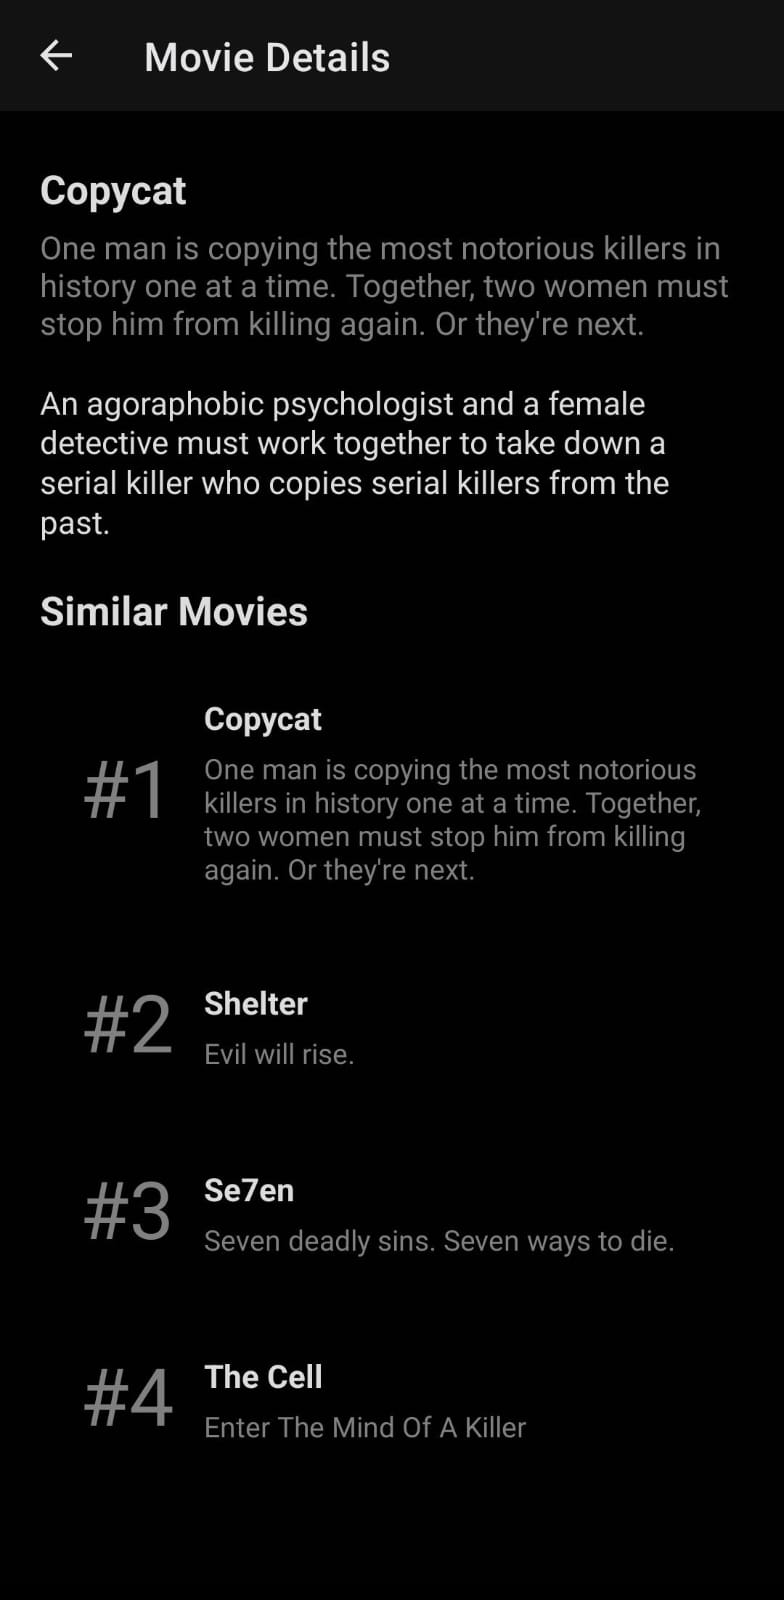 Movie Details
Copycat
One man is copying the most notorious killers in
history one at a time. Together, two women must
stop him from killing again. Or they're next.
An agoraphobic psychologist and a female
detective must work together to take down a
serial killer who copies serial killers from the
past.
Similar Movies
#1
Copycat
One man is copying the most notorious
killers in history one at a time. Together,
two women must stop him from killing
again. Or they're next.
#2
Shelter
Evil will rise.
#3
Se7en
Seven deadly sins. Seven ways to die.
#4
The Cell
Enter The Mind Of A Killer